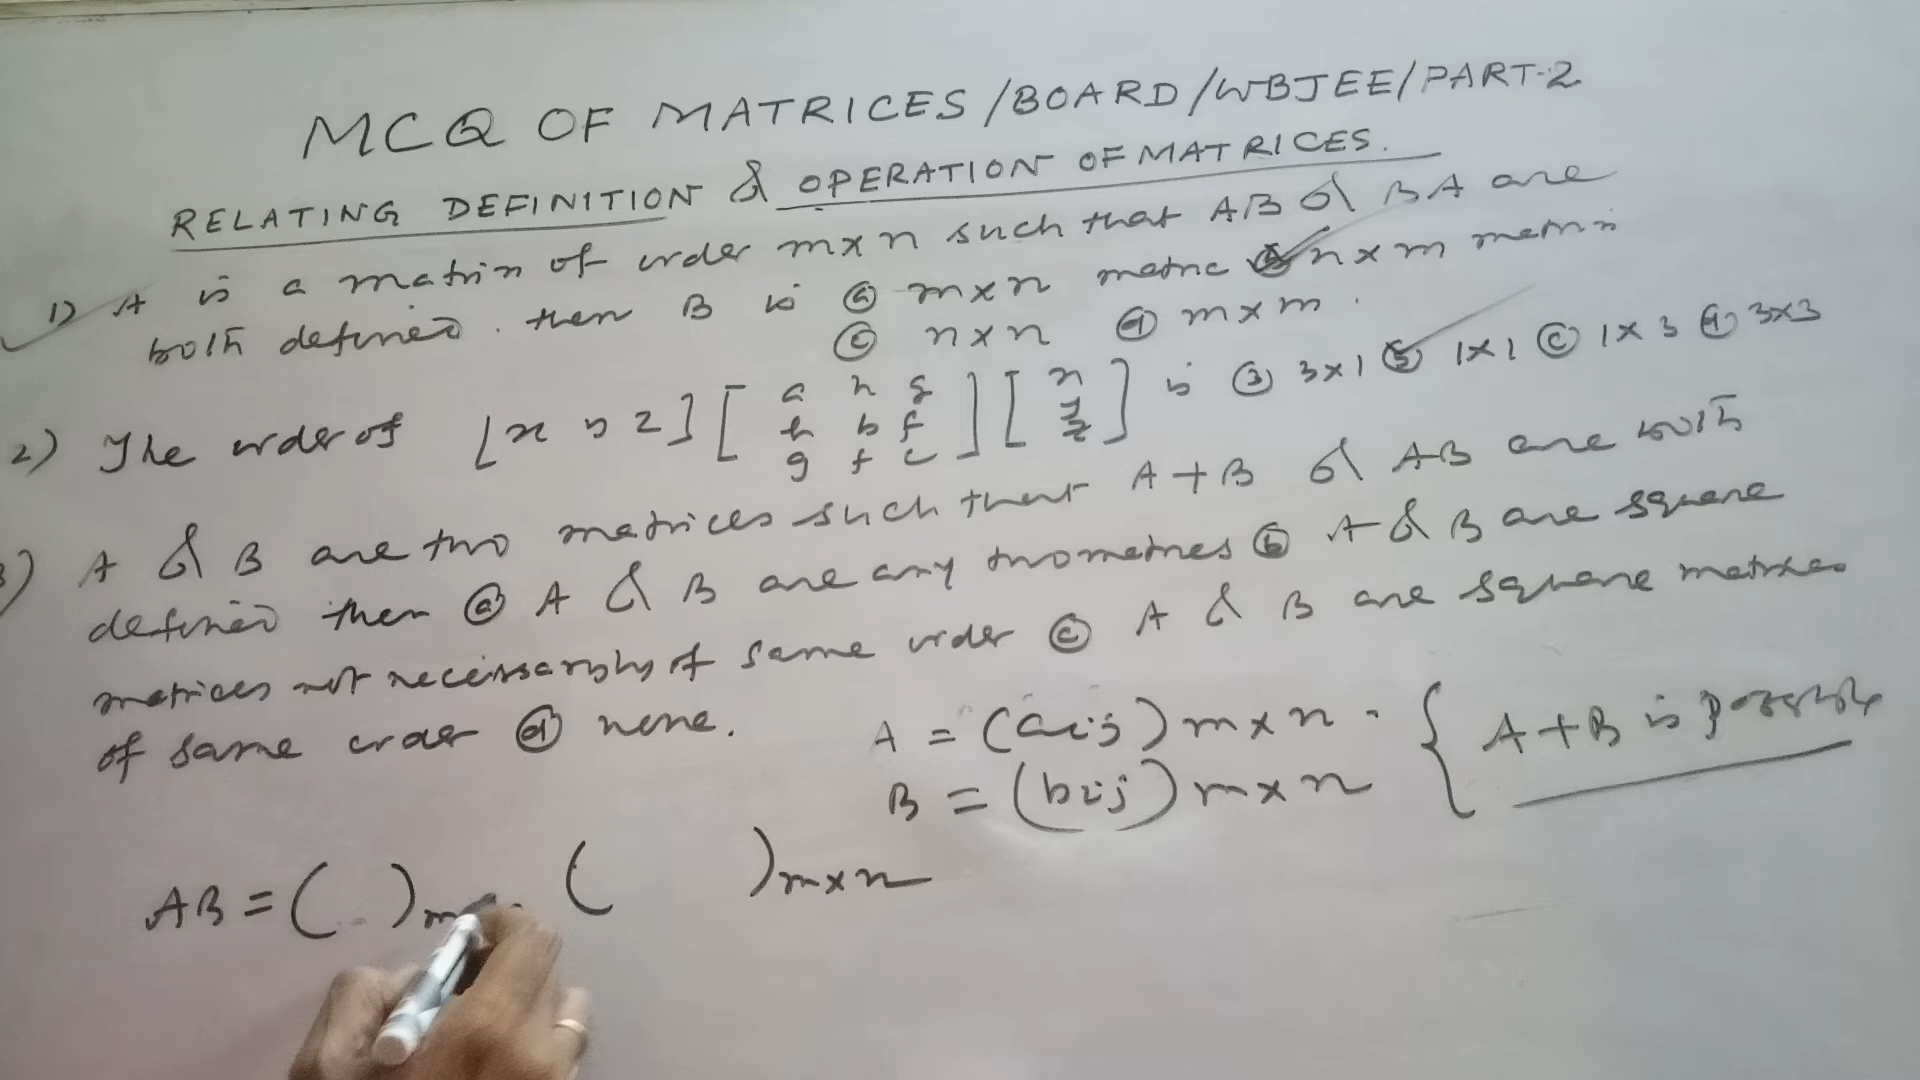 MCQ OF MATRICES/BOARD/WBJEE/PART-2
RELATING DEFINITION & OPERATION OF MATRICES.
1) A is a matrix of order m×n such that AB & BA are
both defined. then B is ⓐ m×n matric ⓑ n×m matrix
ⓒ n×n ⓓ m×m.
2) The order of [x y z] [a h g] [x] is ⓐ 3×1 ⓑ 1×1 ⓒ 1×3 ⓓ 3×3
h b f y
g f c z
3) A & B are two matrices such that A+B & AB are both
defined then ⓐ A & B are any two matrices ⓑ A & B are square
matrices not necessarily of same order ⓒ A & B are square matrices
of same order ⓓ none.
A = (aij) m×n. { A+B is possible
B = (bij) m×n
AB = ( ) m ( ) m×n